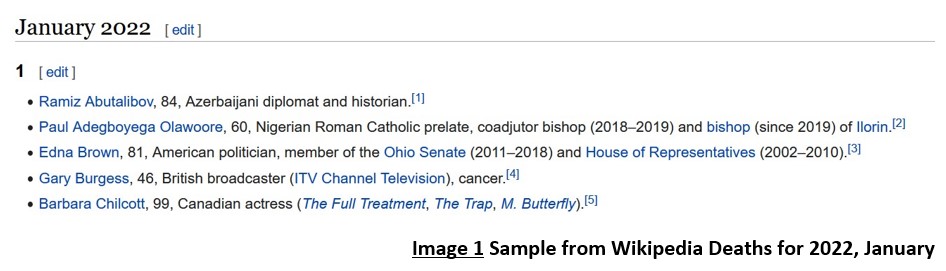 January 2022 [ edit ]
1 [ edit ]
• Ramiz Abutalibov, 84, Azerbaijani diplomat and historian.[1]
• Paul Adegboyega Olawoore, 60, Nigerian Roman Catholic prelate, coadjutor bishop (2018–2019) and bishop (since 2019) of Ilorin.[2]
• Edna Brown, 81, American politician, member of the Ohio Senate (2011–2018) and House of Representatives (2002–2010).[3]
• Gary Burgess, 46, British broadcaster (ITV Channel Television), cancer.[4]
• Barbara Chilcott, 99, Canadian actress (The Full Treatment, The Trap, M. Butterfly).[5]
Image 1 Sample from Wikipedia Deaths for 2022, January